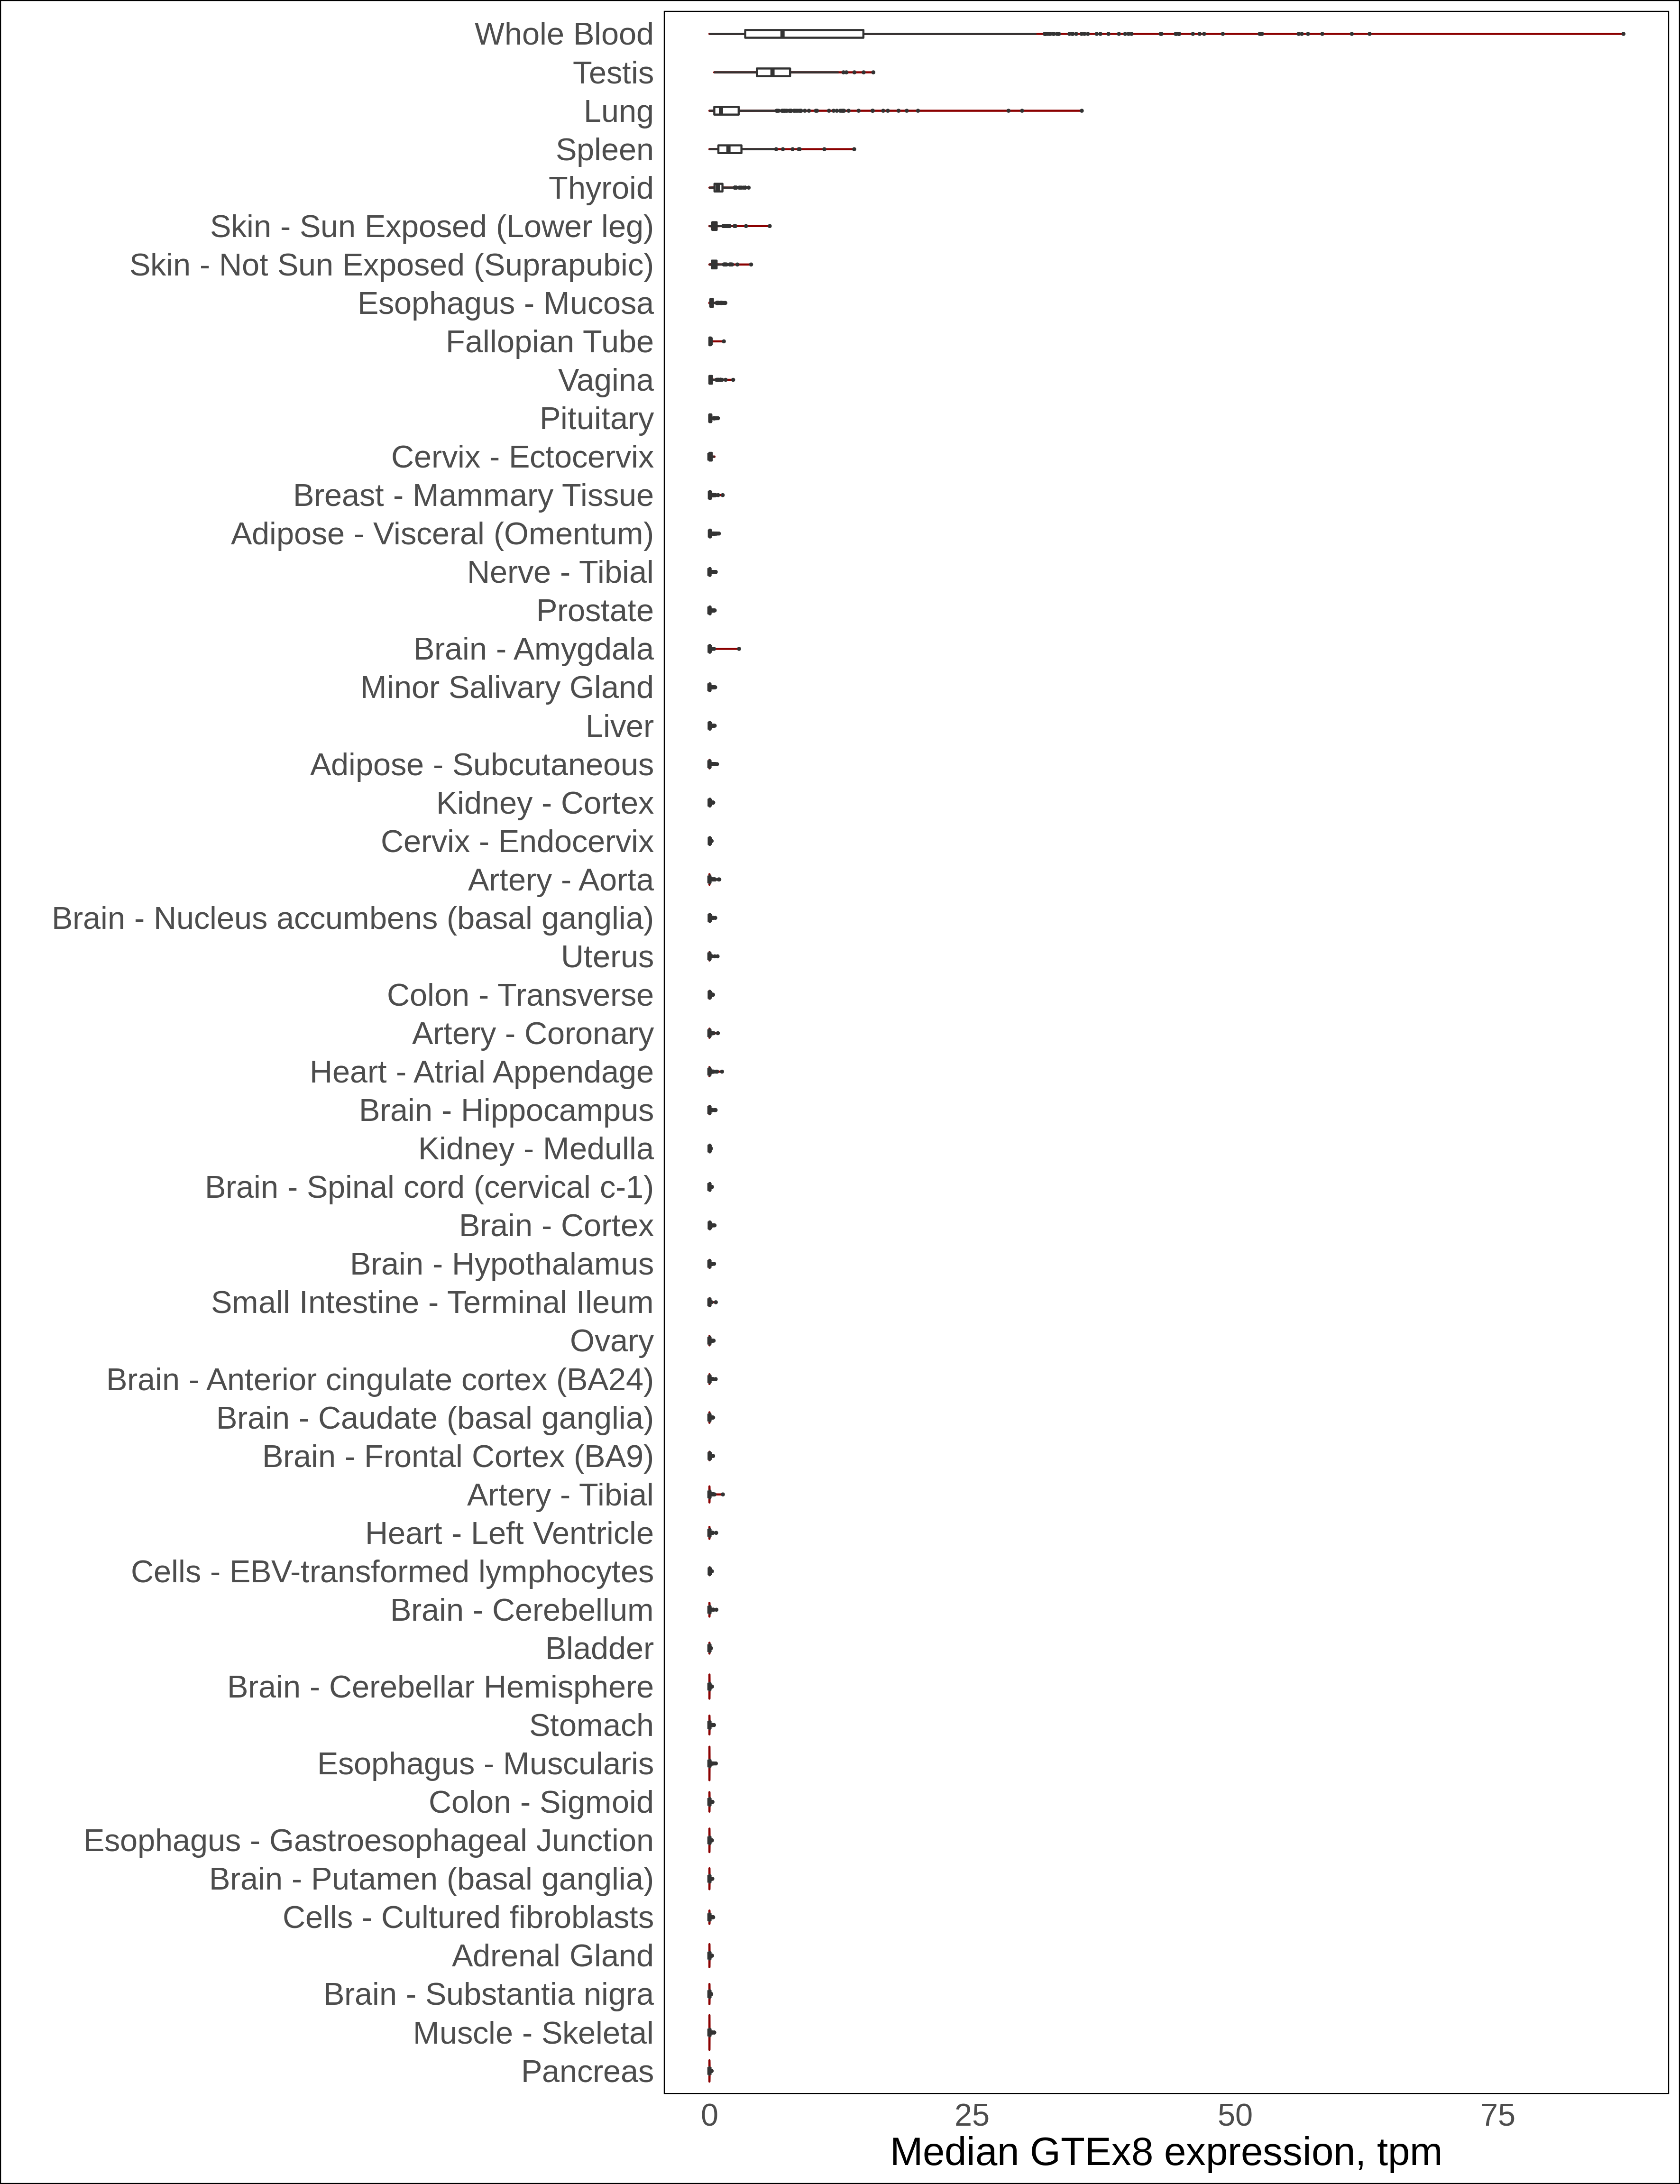 Whole Blood
Testis
Lung
Spleen
Thyroid
Skin - Sun Exposed (Lower leg)
Skin - Not Sun Exposed (Suprapubic)
Esophagus - Mucosa
Fallopian Tube
Vagina
Pituitary
Cervix - Ectocervix
Breast - Mammary Tissue
Adipose - Visceral (Omentum)
Nerve - Tibial
Prostate
Brain - Amygdala
Minor Salivary Gland
Liver
Adipose - Subcutaneous
Kidney - Cortex
Cervix - Endocervix
Artery - Aorta
Brain - Nucleus accumbens (basal ganglia)
Uterus
Colon - Transverse
Artery - Coronary
Heart - Atrial Appendage
Brain - Hippocampus
Kidney - Medulla
Brain - Spinal cord (cervical c-1)
Brain - Cortex
Brain - Hypothalamus
Small Intestine - Terminal Ileum
Ovary
Brain - Anterior cingulate cortex (BA24)
Brain - Caudate (basal ganglia)
Brain - Frontal Cortex (BA9)
Artery - Tibial
Heart - Left Ventricle
Cells - EBV-transformed lymphocytes
Brain - Cerebellum
Bladder
Brain - Cerebellar Hemisphere
Stomach
Esophagus - Muscularis
Colon - Sigmoid
Esophagus - Gastroesophageal Junction
Brain - Putamen (basal ganglia)
Cells - Cultured fibroblasts
Adrenal Gland
Brain - Substantia nigra
Muscle - Skeletal
Pancreas
0 25 50 75
Median GTEx8 expression, tpm